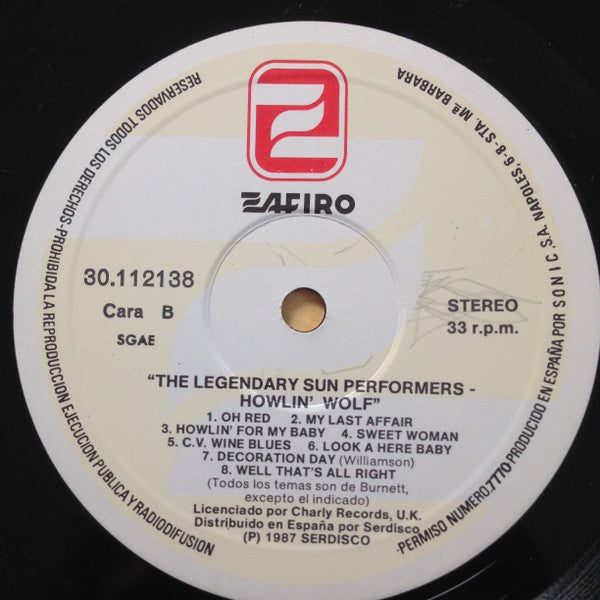 ZAFIRO
30.112138
Cara B
SGAE
STEREO
33 r.p.m.
"THE LEGENDARY SUN PERFORMERS -
HOWLIN' WOLF"
1. OH RED 2. MY LAST AFFAIR
3. HOWLIN' FOR MY BABY 4. SWEET WOMAN
5. C.V. WINE BLUES 6. LOOK A HERE BABY
7. DECORATION DAY (Williamson)
8. WELL THAT'S ALL RIGHT
(Todos los temas son de Burnett,
excepto el indicado)
Licenciado por Charly Records, U.K.
Distribuido en España por Serdisco
(P) 1987 SERDISCO
RESERVADOS TODOS LOS DERECHOS-PROHIBIDA LA REPRODUCCION EJECUCION PUBLICA Y RADIODIFUSION
-PERMISO NUMERO,7770 PRODUCIDO EN ESPAÑA POR S O N I C, S.A. NAPOLES, 6-8-STA. Mª BARBARA